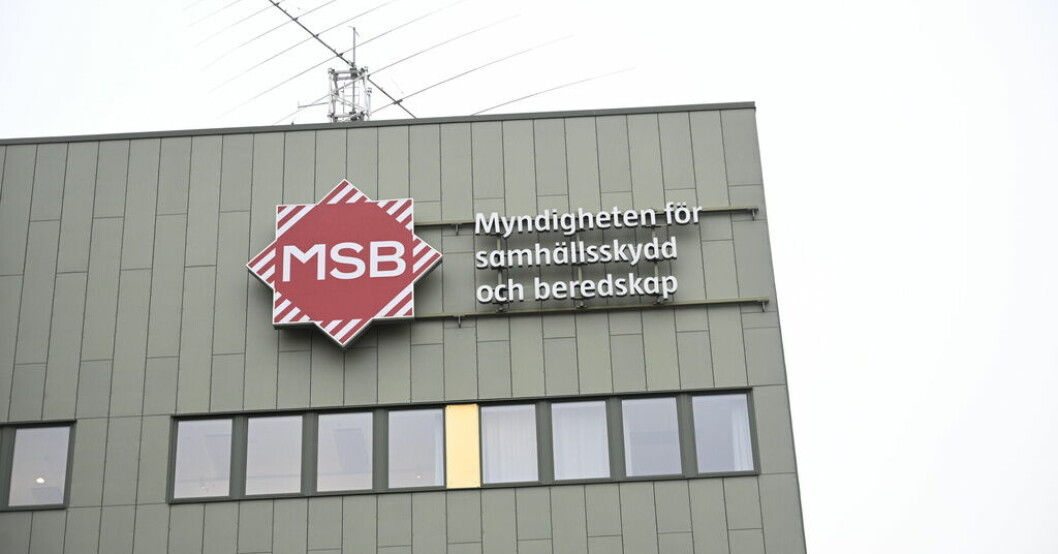 MSB
Myndigheten för
samhällsskydd
och beredskap